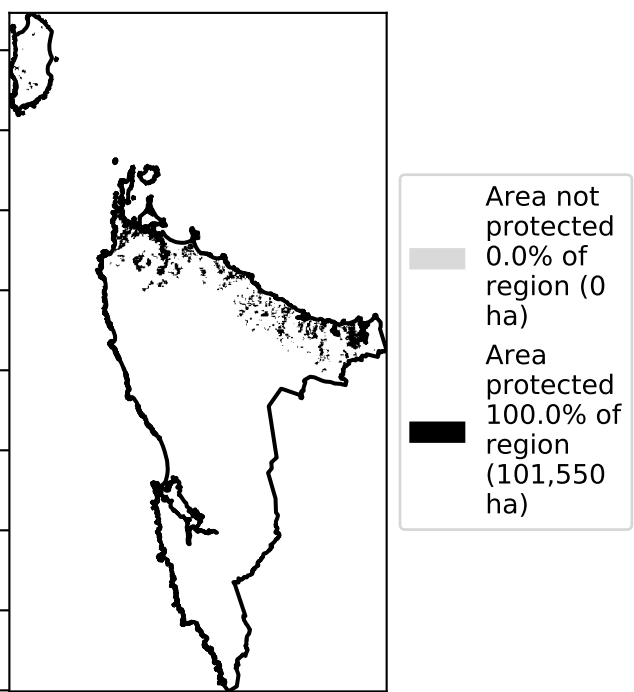 Area not
protected
0.0% of
region (0
ha)
Area
protected
100.0% of
region
(101,550
ha)